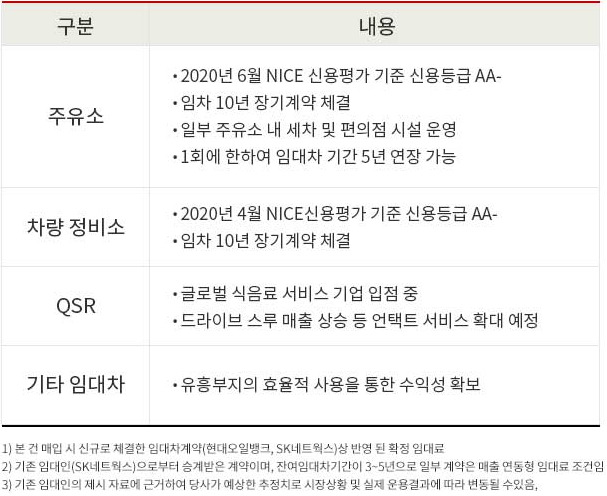 구분
내용
주유소
• 2020년 6월 NICE 신용평가 기준 신용등급 AA-
• 임차 10년 장기계약 체결
• 일부 주유소 내 세차 및 편의점 시설 운영
• 1회에 한하여 임대차 기간 5년 연장 가능
차량 정비소
• 2020년 4월 NICE신용평가 기준 신용등급 AA-
• 임차 10년 장기계약 체결
QSR
• 글로벌 식음료 서비스 기업 입점 중
• 드라이브 스루 매출 상승 등 언택트 서비스 확대 예정
기타 임대차
• 유휴부지의 효율적 사용을 통한 수익성 확보
1) 본 건 매입 시 신규로 체결한 임대차계약(현대오일뱅크, SK네트웍스)상 반영 된 확정 임대료
2) 기존 임대인(SK네트웍스)으로부터 승계받은 계약이며, 잔여임대차기간이 3~5년으로 일부 계약은 매출 연동형 임대료 조건임
3) 기존 임대인의 제시 자료에 근거하여 당사가 예상한 추정치로 시장상황 및 실제 운용결과에 따라 변동될 수있음,